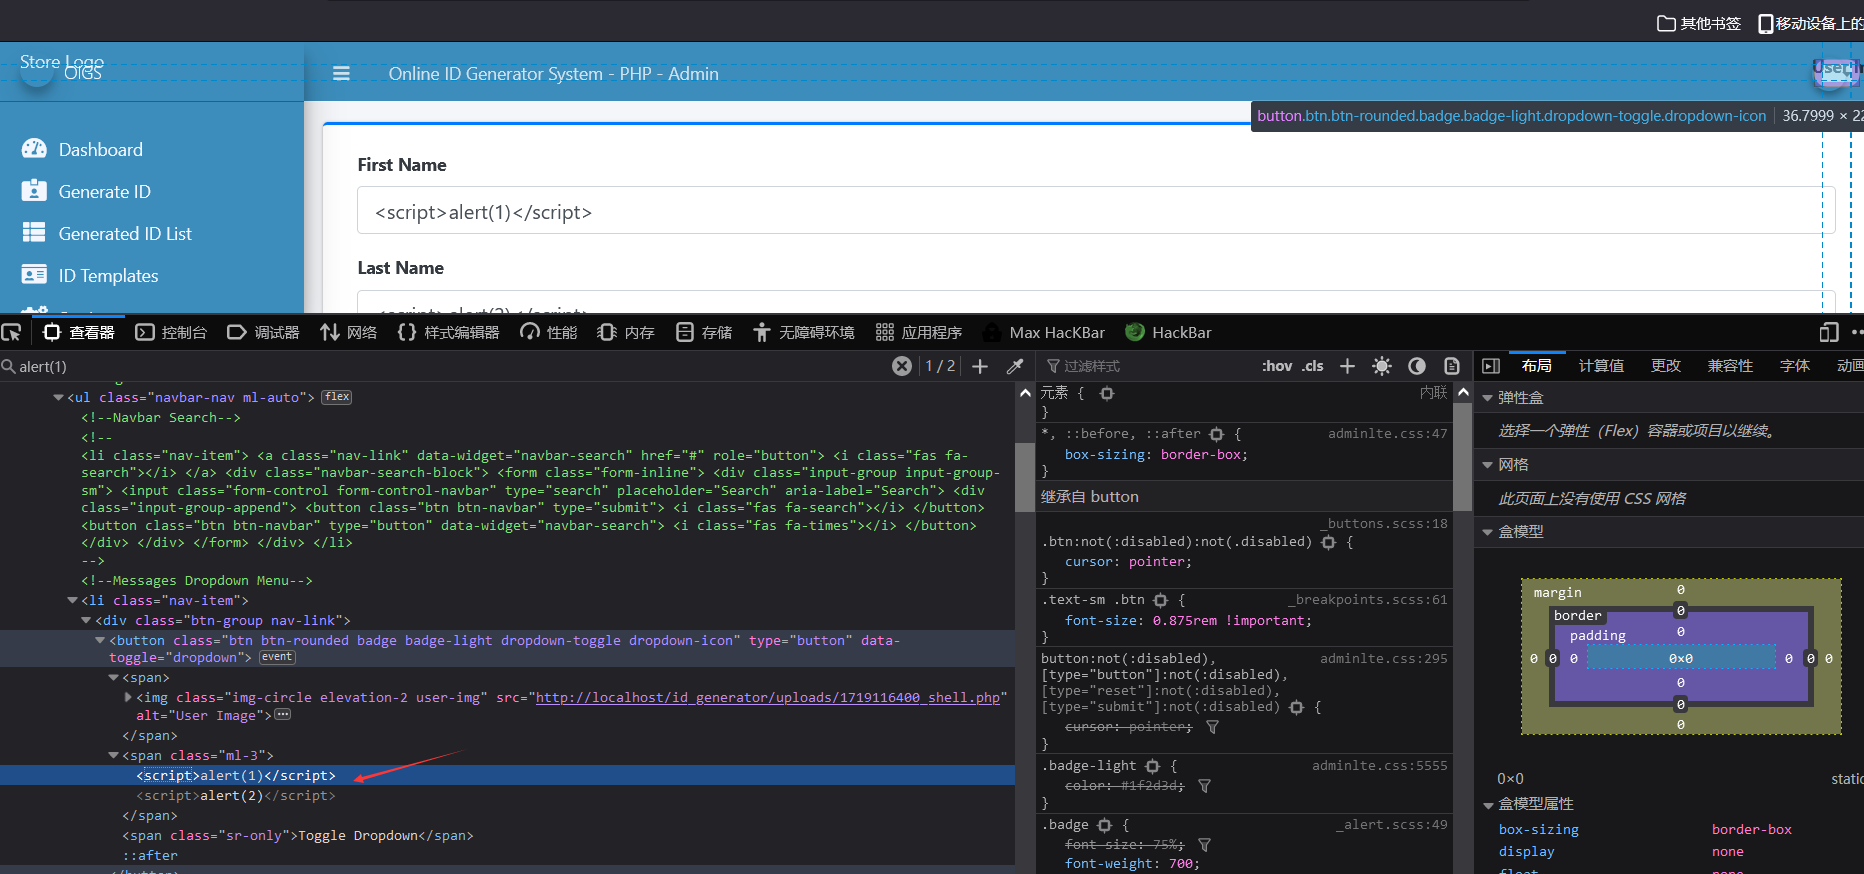 其他书签 移动设备上的
Store Logo
OIGS
Online ID Generator System - PHP - Admin
button.btn.btn-rounded.badge.badge-light.dropdown-toggle.dropdown-icon 36.7999 × 22
Dashboard
Generate ID
Generated ID List
ID Templates
First Name
<script>alert(1)</script>
Last Name
<script>alert(2)</script>
查看器 控制台 调试器 网络 样式编辑器 性能 内存 存储 无障碍环境 应用程序 Max HacKBar HackBar
alert(1) 1 / 2
<ul class="navbar-nav ml-auto"> flex
<!--Navbar Search-->
<!--
<li class="nav-item"> <a class="nav-link" data-widget="navbar-search" href="#" role="button"> <i class="fas fa-
search"></i> </a> <div class="navbar-search-block"> <form class="form-inline"> <div class="input-group input-group-
sm"> <input class="form-control form-control-navbar" type="search" placeholder="Search" aria-label="Search"> <div
class="input-group-append"> <button class="btn btn-navbar" type="submit"> <i class="fas fa-search"></i> </button>
<button class="btn btn-navbar" type="button" data-widget="navbar-search"> <i class="fas fa-times"></i> </button>
</div> </div> </form> </div> </li>
-->
<!--Messages Dropdown Menu-->
<li class="nav-item">
<div class="btn-group nav-link">
<button class="btn btn-rounded badge badge-light dropdown-toggle dropdown-icon" type="button" data-
toggle="dropdown"> event
<span>
<img class="img-circle elevation-2 user-img" src="http://localhost/id_generator/uploads/1719116400_shell.php"
alt="User Image">
</span>
<span class="ml-3">
<script>alert(1)</script>
<script>alert(2)</script>
</span>
<span class="sr-only">Toggle Dropdown</span>
::after
</button>
过滤样式 :hov .cls
元素 { 内联
}
*, ::before, ::after { adminlte.css:47
box-sizing: border-box;
}
继承自 button
_buttons.scss:18
.btn:not(:disabled):not(.disabled) {
cursor: pointer;
}
.text-sm .btn { _breakpoints.scss:61
font-size: 0.875rem !important;
}
button:not(:disabled), adminlte.css:295
[type="button"]:not(:disabled),
[type="reset"]:not(:disabled),
[type="submit"]:not(:disabled) {
cursor: pointer;
}
.badge-light { adminlte.css:5555
color: #1f2d3d;
}
.badge { _alert.scss:49
font-size: 75%;
font-weight: 700;
布局 计算值 更改 兼容性 字体 动画
弹性盒
选择一个弹性（Flex）容器或项目以继续。
网格
此页面上没有使用 CSS 网格
盒模型
margin 0
border 0
padding 0
0 0 0 0x0 0 0 0
0
0
0
0×0 static
盒模型属性
box-sizing border-box
display none
float none